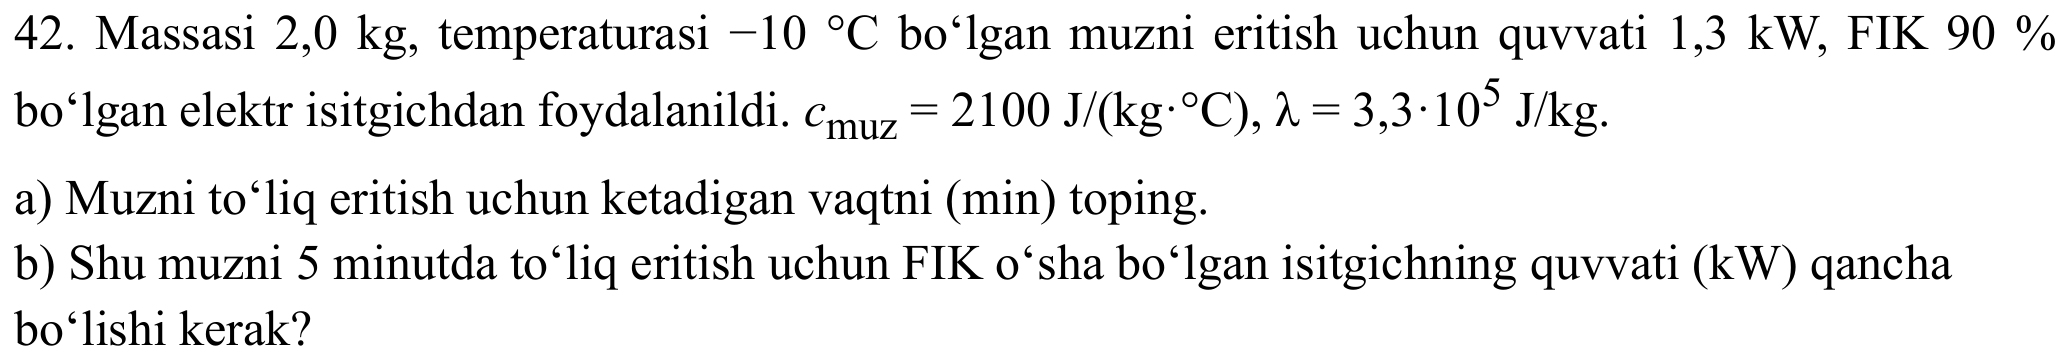 42. Massasi 2,0 kg, temperaturasi −10 °C bo‘lgan muzni eritish uchun quvvati 1,3 kW, FIK 90 %
bo‘lgan elektr isitgichdan foydalanildi. c_muz = 2100 J/(kg·°C), λ = 3,3·10⁵ J/kg.
a) Muzni to‘liq eritish uchun ketadigan vaqtni (min) toping.
b) Shu muzni 5 minutda to‘liq eritish uchun FIK o‘sha bo‘lgan isitgichning quvvati (kW) qancha
bo‘lishi kerak?